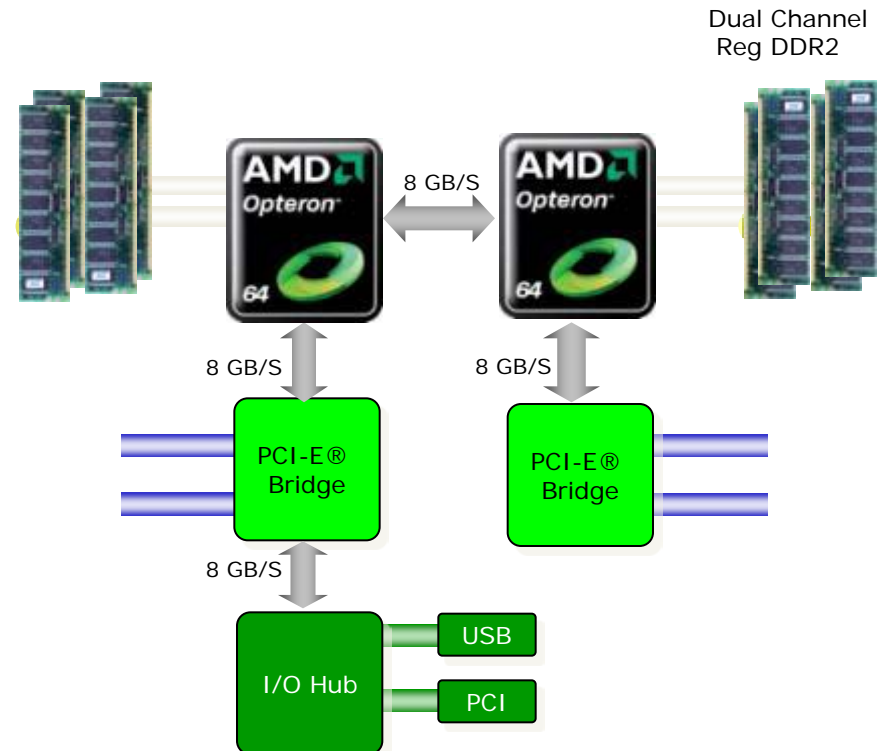 Dual Channel
Reg DDR2
AMD
Opteron
64
8 GB/S
AMD
Opteron
64
8 GB/S
8 GB/S
PCI-E®
Bridge
PCI-E®
Bridge
8 GB/S
I/O Hub
USB
PCI